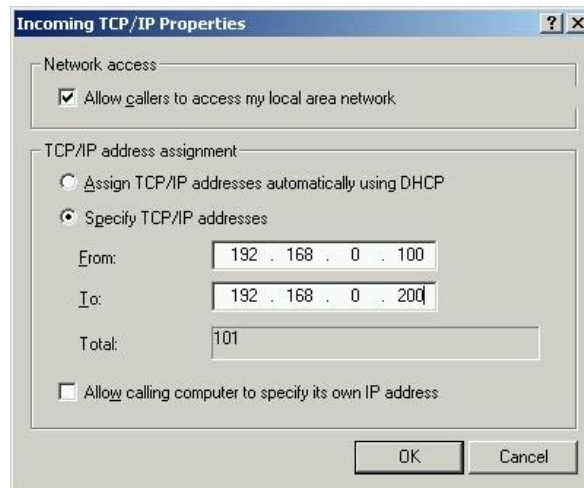 Incoming TCP/IP Properties
Network access
Allow callers to access my local area network
TCP/IP address assignment
Assign TCP/IP addresses automatically using DHCP
Specify TCP/IP addresses
From: 192 . 168 . 0 . 100
To: 192 . 168 . 0 . 200
Total: 101
Allow calling computer to specify its own IP address
OK Cancel